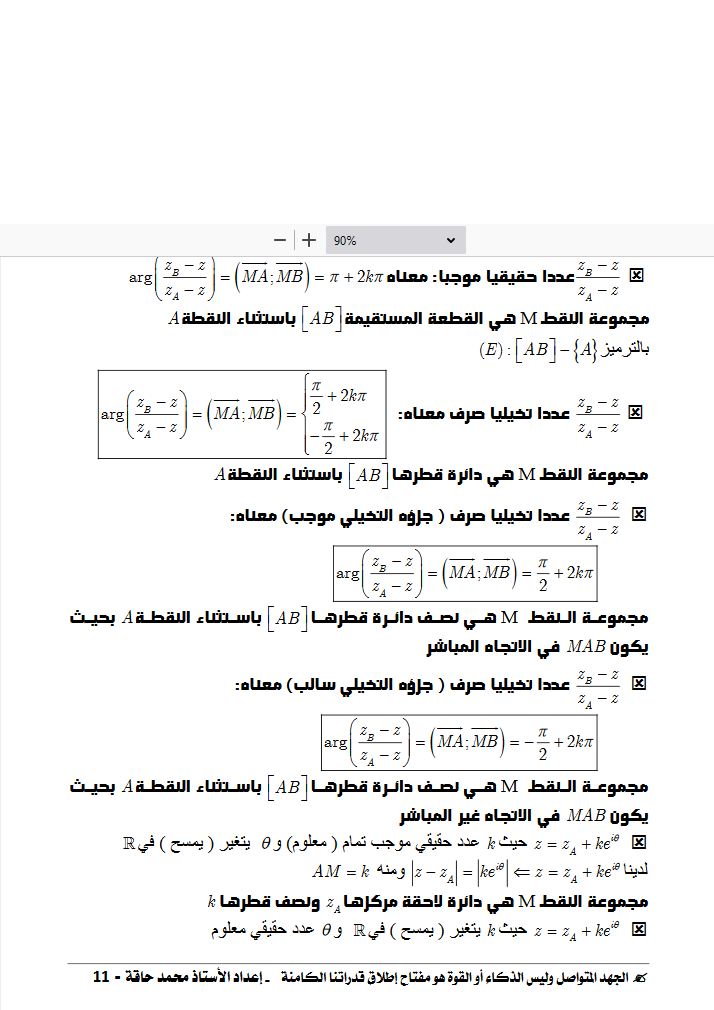 90%
☒ $\frac{z_B - z}{z_A - z}$ عددا حقيقيا موجبا: معناه $\arg\left(\frac{z_B - z}{z_A - z}\right) = \left(\overrightarrow{MA};\overrightarrow{MB}\right) = \pi + 2k\pi$
مجموعة النقط M هي القطعة المستقيمة $[AB]$ باستثناء النقطة $A$
بالترميز $(E):[AB]-\{A\}$
☒ $\frac{z_B - z}{z_A - z}$ عددا تخيليا صرف معناه: $\arg\left(\frac{z_B - z}{z_A - z}\right) = \left(\overrightarrow{MA};\overrightarrow{MB}\right) = \begin{cases} \frac{\pi}{2} + 2k\pi \\ -\frac{\pi}{2} + 2k\pi \end{cases}$
مجموعة النقط M هي دائرة قطرها $[AB]$ باستثناء النقطة $A$
☒ $\frac{z_B - z}{z_A - z}$ عددا تخيليا صرف ( جزؤه التخيلي موجب) معناه:
$\arg\left(\frac{z_B - z}{z_A - z}\right) = \left(\overrightarrow{MA};\overrightarrow{MB}\right) = \frac{\pi}{2} + 2k\pi$
مجموعة النقط M هي نصف دائرة قطرها $[AB]$ باستثناء النقطة $A$ بحيث
يكون $MAB$ في الاتجاه المباشر
☒ $\frac{z_B - z}{z_A - z}$ عددا تخيليا صرف ( جزؤه التخيلي سالب) معناه:
$\arg\left(\frac{z_B - z}{z_A - z}\right) = \left(\overrightarrow{MA};\overrightarrow{MB}\right) = -\frac{\pi}{2} + 2k\pi$
مجموعة النقط M هي نصف دائرة قطرها $[AB]$ باستثناء النقطة $A$ بحيث
يكون $MAB$ في الاتجاه غير المباشر
☒ $z = z_A + ke^{i\theta}$ حيث $k$ عدد حقيقي موجب تمام ( معلوم) و $\theta$ يتغير ( يمسح ) في $\mathbb{R}$
لدينا $z = z_A + ke^{i\theta}$ ⇐ $|z - z_A| = |ke^{i\theta}|$ ومنه $AM = k$
مجموعة النقط M هي دائرة لاحقة مركزها $z_A$ ونصف قطرها $k$
☒ $z = z_A + ke^{i\theta}$ حيث $k$ يتغير ( يمسح ) في $\mathbb{R}$ و $\theta$ عدد حقيقي معلوم
✍ الجهد المتواصل وليس الذكاء أو القوة هو مفتاح إطلاق قدراتنا الكامنة ـ إعداد الأستاذ محمد حاقة - 11